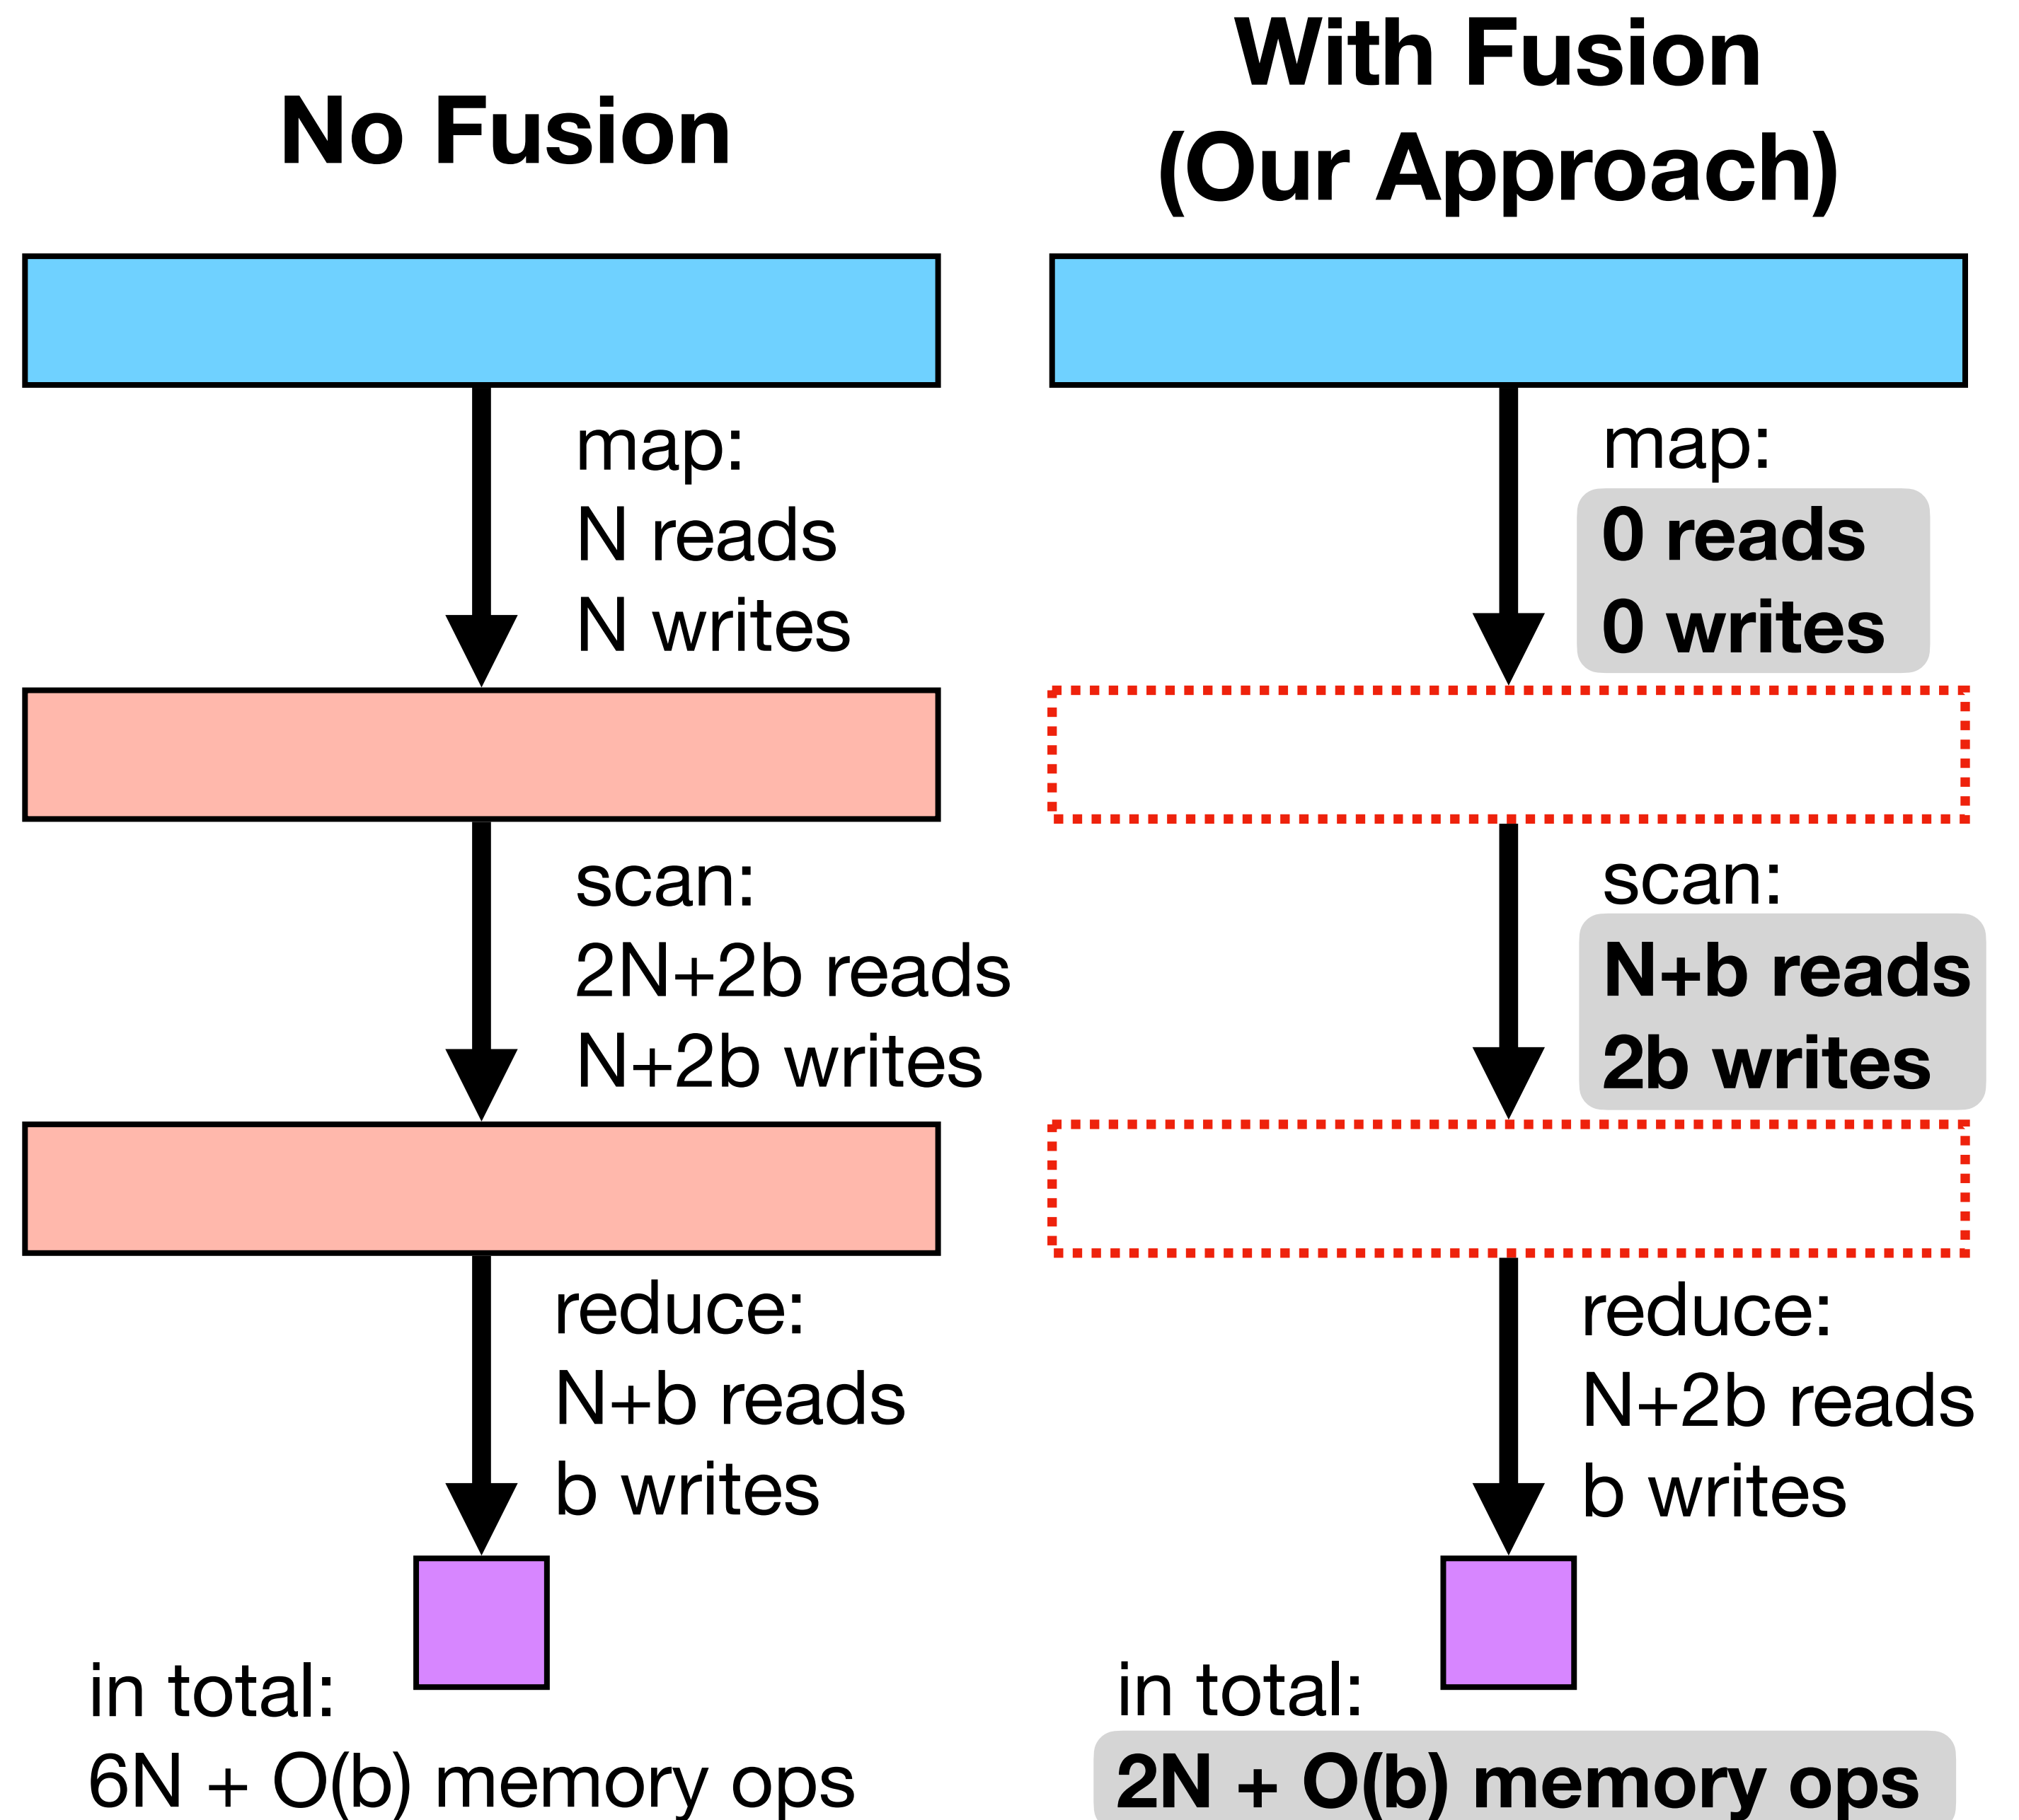 No Fusion
map:
N reads
N writes
scan:
2N+2b reads
N+2b writes
reduce:
N+b reads
b writes
in total:
6N + O(b) memory ops
With Fusion
(Our Approach)
map:
0 reads
0 writes
scan:
N+b reads
2b writes
reduce:
N+2b reads
b writes
in total:
2N + O(b) memory ops